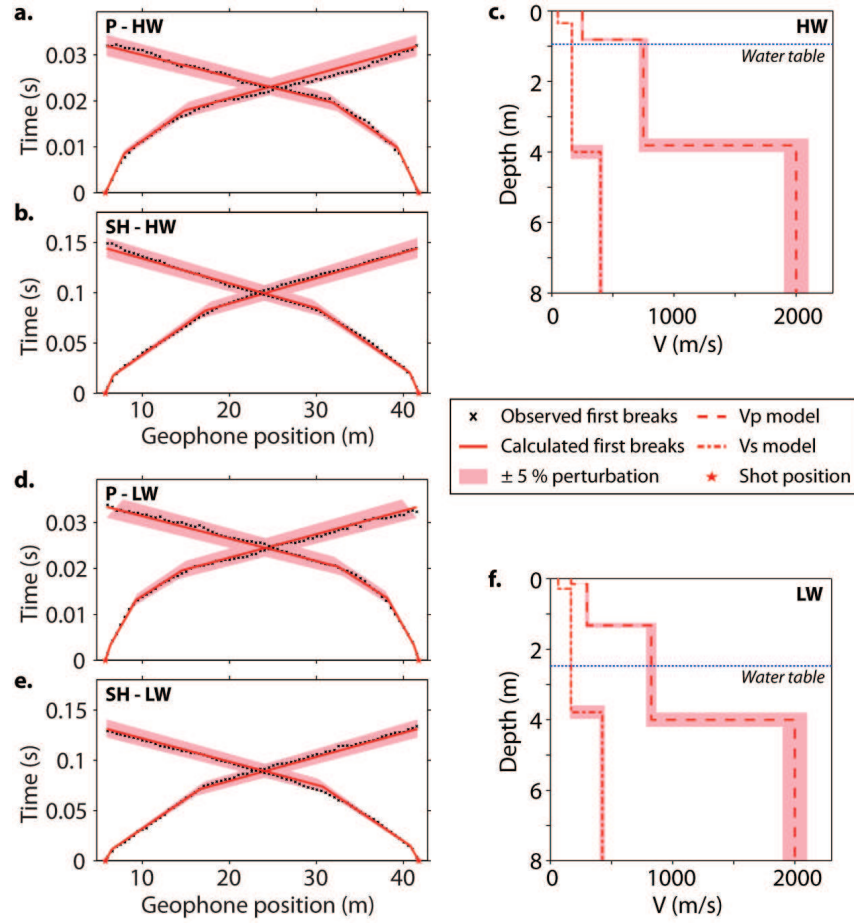 a.
P - HW
0.03
0.02
0.01
0
Time (s)
b.
SH - HW
0.15
0.1
0.05
0
Time (s)
10 20 30 40
Geophone position (m)
c.
HW
Water table
0
2
4
6
8
Depth (m)
0 1000 2000
V (m/s)
Observed first breaks
Calculated first breaks
± 5 % perturbation
Vp model
Vs model
Shot position
d.
P - LW
0.03
0.02
0.01
0
Time (s)
e.
SH - LW
0.15
0.1
0.05
0
Time (s)
10 20 30 40
Geophone position (m)
f.
LW
Water table
0
2
4
6
8
Depth (m)
0 1000 2000
V (m/s)